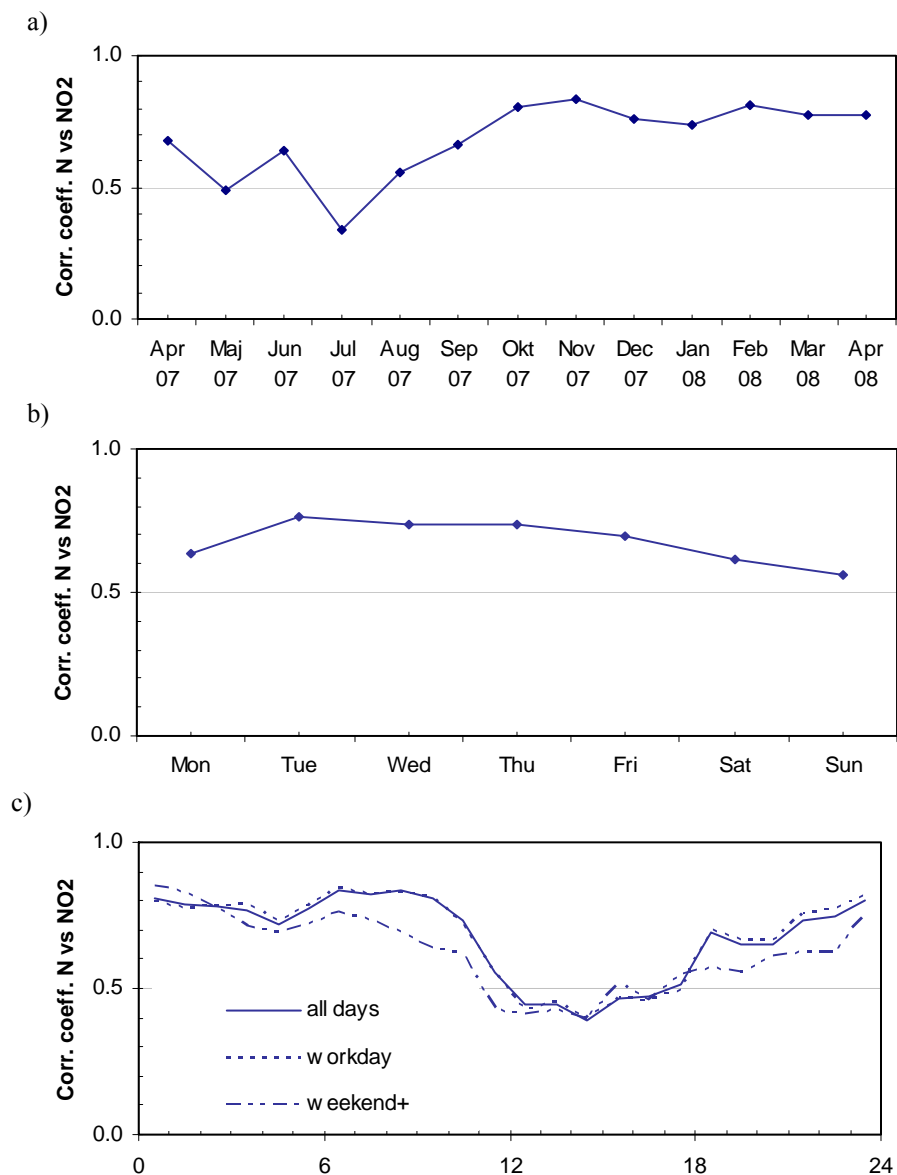 a)
Corr. coeff. N vs NO2
1.0
0.5
0.0
Apr 07
Maj 07
Jun 07
Jul 07
Aug 07
Sep 07
Okt 07
Nov 07
Dec 07
Jan 08
Feb 08
Mar 08
Apr 08
b)
Corr. coeff. N vs NO2
1.0
0.5
0.0
Mon Tue Wed Thu Fri Sat Sun
c)
Corr. coeff. N vs NO2
1.0
0.5
0.0
all days
w orkday
w eekend+
0 6 12 18 24